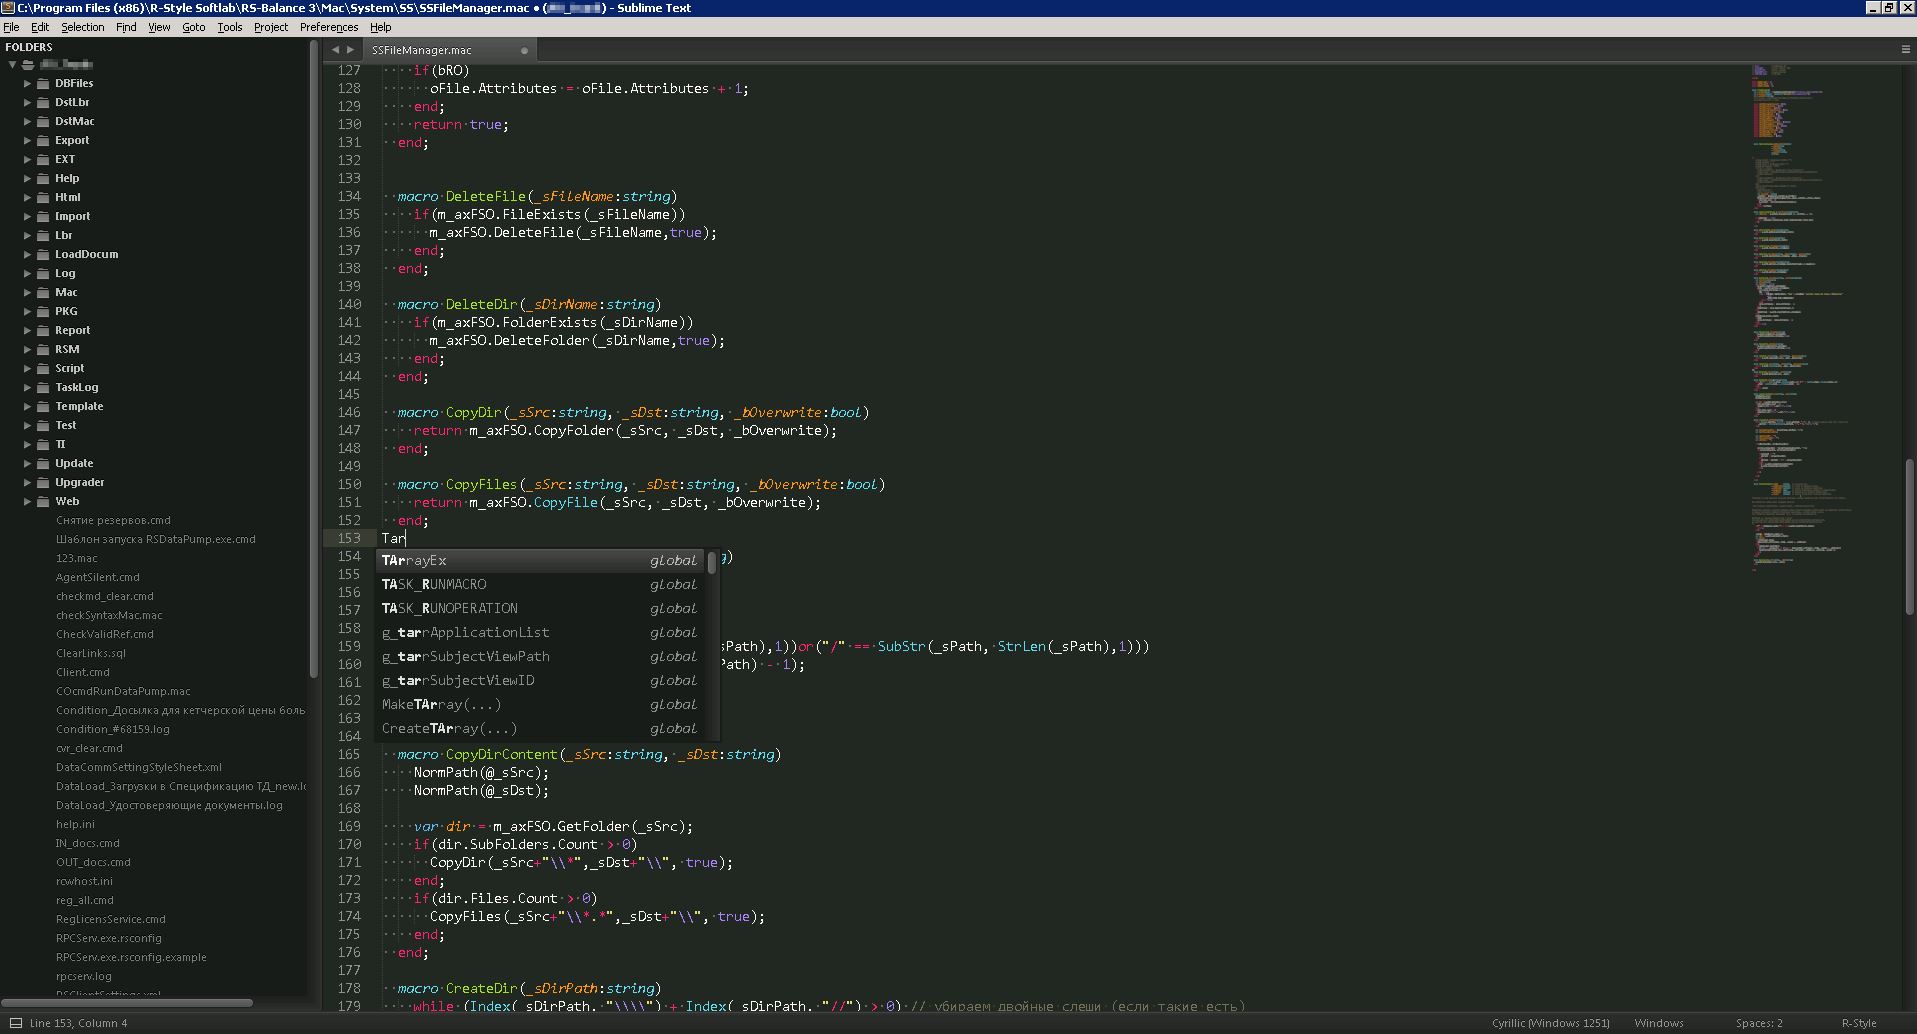 C:\Program Files (x86)\R-Style Softlab\RS-Balance 3\Mac\System\SS\SSFileManager.mac • () - Sublime Text
File Edit Selection Find View Goto Tools Project Preferences Help
FOLDERS
DBFiles
DstLbr
DstMac
Export
EXT
Help
Html
Import
Lbr
LoadDocum
Log
Mac
PKG
Report
RSM
Script
TaskLog
Template
Test
TI
Update
Upgrader
Web
Снятие резервов.cmd
Шаблон запуска RSDataPump.exe.cmd
123.mac
AgentSilent.cmd
checkmd_clear.cmd
checkSyntaxMac.mac
CheckValidRef.cmd
ClearLinks.sql
Client.cmd
COcmdRunDataPump.mac
Condition_Досылка для кетчерской цены боль
Condition_#68159.log
cvr_clear.cmd
DataCommSettingStyleSheet.xml
DataLoad_Загрузки в Спецификацию ТД_new.lo
DataLoad_Удостоверяющие документы.log
help.ini
IN_docs.cmd
OUT_docs.cmd
rcwhost.ini
reg_all.cmd
RegLicensService.cmd
RPCServ.exe.rsconfig
RPCServ.exe.rsconfig.example
rpcserv.log
RSClientSettings.xml
SSFileManager.mac
127 if(bRO)
128 oFile.Attributes = oFile.Attributes + 1;
129 end;
130 return true;
131 end;
132
133
134 macro DeleteFile(_sFileName:string)
135 if(m_axFSO.FileExists(_sFileName))
136 m_axFSO.DeleteFile(_sFileName,true);
137 end;
138 end;
139
140 macro DeleteDir(_sDirName:string)
141 if(m_axFSO.FolderExists(_sDirName))
142 m_axFSO.DeleteFolder(_sDirName,true);
143 end;
144 end;
145
146 macro CopyDir(_sSrc:string, _sDst:string, _bOverwrite:bool)
147 return m_axFSO.CopyFolder(_sSrc, _sDst, _bOverwrite);
148 end;
149
150 macro CopyFiles(_sSrc:string, _sDst:string, _bOverwrite:bool)
151 return m_axFSO.CopyFile(_sSrc, _sDst, _bOverwrite);
152 end;
153 Tar
154 g)
155
156
157
158
159 sPath),1))or("/" == SubStr(_sPath, StrLen(_sPath),1)))
160 Path) - 1);
161
162
163
164
TArrayEx global
TASK_RUNMACRO global
TASK_RUNOPERATION global
g_tarrApplicationList global
g_tarrSubjectViewPath global
g_tarrSubjectViewID global
MakeTArray(...) global
CreateTArray(...) global
165 macro CopyDirContent(_sSrc:string, _sDst:string)
166 NormPath(@_sSrc);
167 NormPath(@_sDst);
168
169 var dir = m_axFSO.GetFolder(_sSrc);
170 if(dir.SubFolders.Count > 0)
171 CopyDir(_sSrc+"\\*",_sDst+"\\", true);
172 end;
173 if(dir.Files.Count > 0)
174 CopyFiles(_sSrc+"\\*.*",_sDst+"\\", true);
175 end;
176 end;
177
178 macro CreateDir(_sDirPath:string)
179 while (Index(_sDirPath, "\\\\") + Index(_sDirPath, "//") > 0) // убираем двойные слеши (если такие есть)
Line 153, Column 4
Cyrillic (Windows 1251) Windows Spaces: 2 R-Style